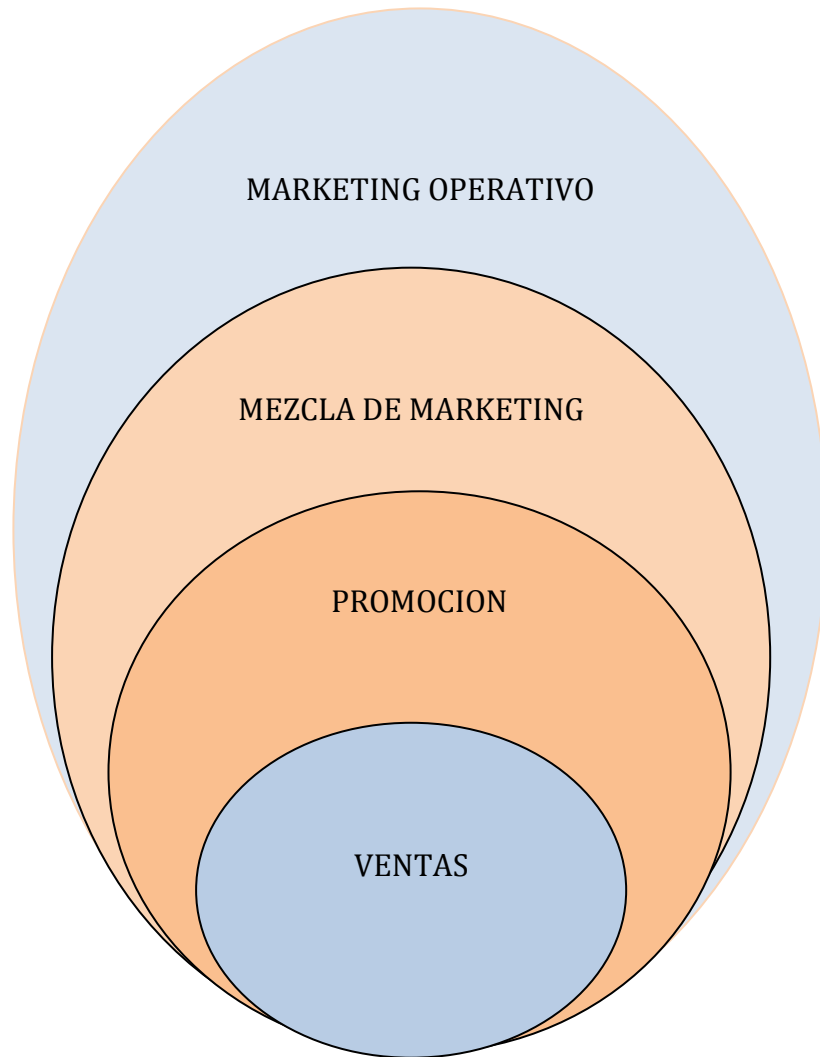 MARKETING OPERATIVO
MEZCLA DE MARKETING
PROMOCION
VENTAS